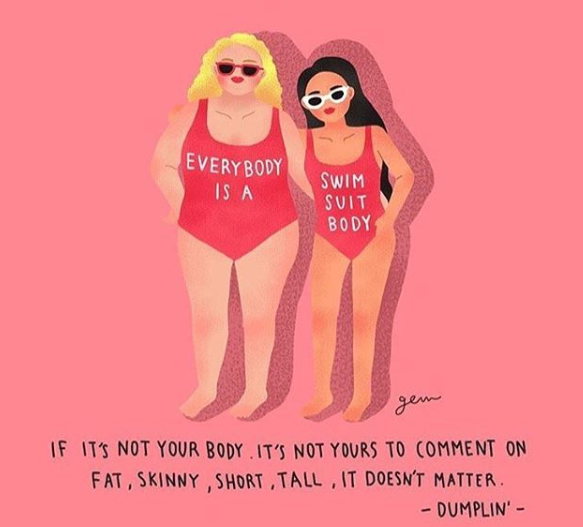 EVERYBODY
IS A
SWIM
SUIT
BODY
gem
IF IT'S NOT YOUR BODY . IT'S NOT YOURS TO COMMENT ON
FAT , SKINNY , SHORT , TALL , IT DOESN'T MATTER .
- DUMPLIN' -